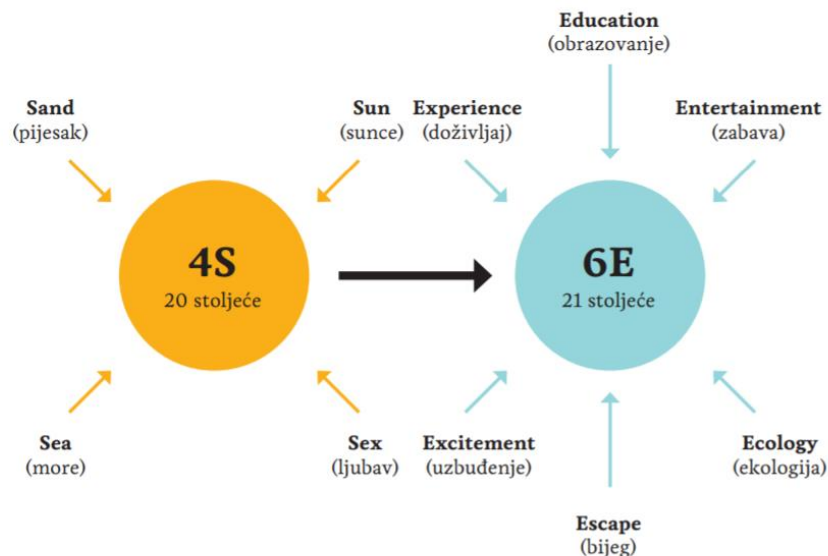 Education
(obrazovanje)
Sand
(pijesak)
Sun
(sunce)
Experience
(doživljaj)
Entertainment
(zabava)
4S
20 stoljeće
6E
21 stoljeće
Sea
(more)
Sex
(ljubav)
Excitement
(uzbuđenje)
Ecology
(ekologija)
Escape
(bijeg)